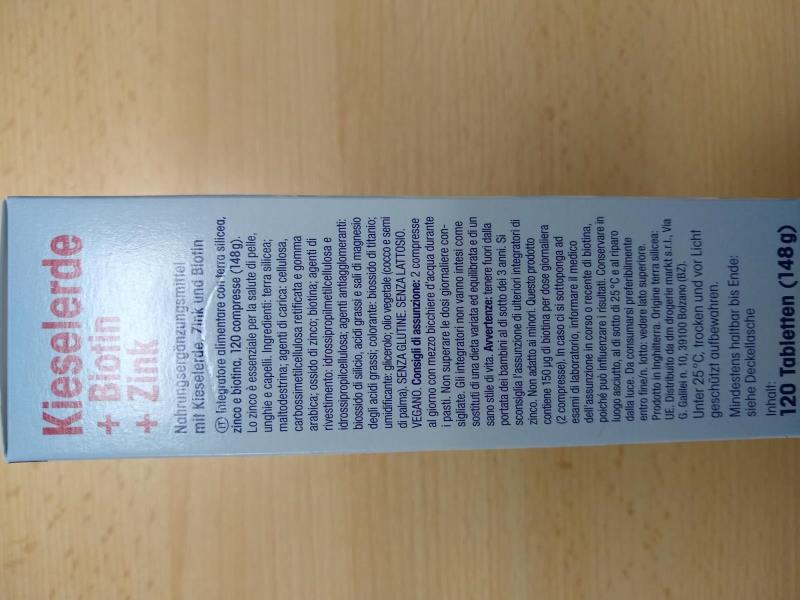 Kieselerde
+ Biotin
+ Zink
Nahrungsergänzungsmittel
mit Kieselerde, Zink und Biotin
IT Integratore alimentare con terra silicea,
zinco e biotina. 120 compresse (148g).
Lo zinco è essenziale per la salute di pelle,
unghie e capelli. Ingredienti: terra silicea;
maltodestrina; agenti di carica: cellulosa,
carbossimetilcellulosa reticata e gomma
arabica; ossido di zinco; biotina; agenti di
rivestimento: idrossipropilmetilcellulosa e
idrossipropilcellulosa; agenti antiagglomeranti:
biossido di silicio, acidi grassi e sali di magnesio
degli acidi grassi; colorante: biossido di titanio;
umidificante: glicerolo; olio vegetale (cocco e semi
di palma). SENZA GLUTINE. SENZA LATTOSIO.
VEGANO. Consigli di assunzione: 2 compresse
al giorno con mezzo bicchiere d'acqua durante
i pasti. Non superare le dosi giornaliere con-
sigliate. Gli integratori non vanno intesi come
sostituti di una dieta variata ed equilibrata e di un
sano stile di vita. Avvertenze: tenere fuori dalla
portata dei bambini al di sotto dei 3 anni. Si
sconsiglia l'assunzione di ulteriori integratori di
zinco. Non adatto ai minori. Questo prodotto
contiene 150 µg di biotina per dose giornaliera
(2 compresse). In caso ci si sottoponga ad
esami di laboratorio, informare il medico
dell'assunzione in corso o recente di biotina,
poiché può influenzare i risultati. Conservare in
luogo asciutto, al di sotto di 25 °C e al riparo
dalla luce. Da consumarsi preferibilmente
entro fine/n. lotto: vedere lato superiore.
Prodotto in Inghilterra. Origine terra silicea:
UE. Distribuito da dm drogerie markt s.r.l., Via
G. Galilei n. 10, 39100 Bolzano (BZ).
Unter 25 °C, trocken und vor Licht
geschützt aufbewahren.
Mindestens haltbar bis Ende:
siehe Deckellasche
Inhalt:
120 Tabletten (148g)